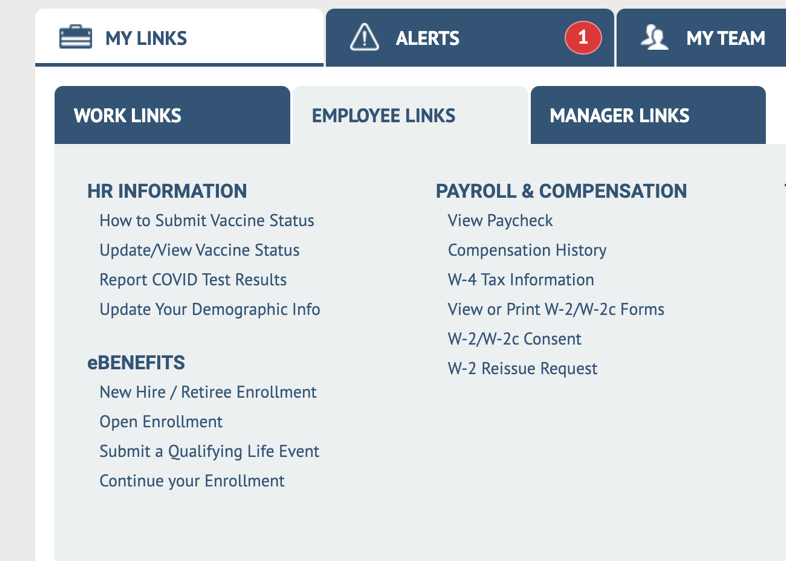 MY LINKS
ALERTS
1
MY TEAM
WORK LINKS
EMPLOYEE LINKS
MANAGER LINKS
HR INFORMATION
How to Submit Vaccine Status
Update/View Vaccine Status
Report COVID Test Results
Update Your Demographic Info
eBENEFITS
New Hire / Retiree Enrollment
Open Enrollment
Submit a Qualifying Life Event
Continue your Enrollment
PAYROLL & COMPENSATION
View Paycheck
Compensation History
W-4 Tax Information
View or Print W-2/W-2c Forms
W-2/W-2c Consent
W-2 Reissue Request